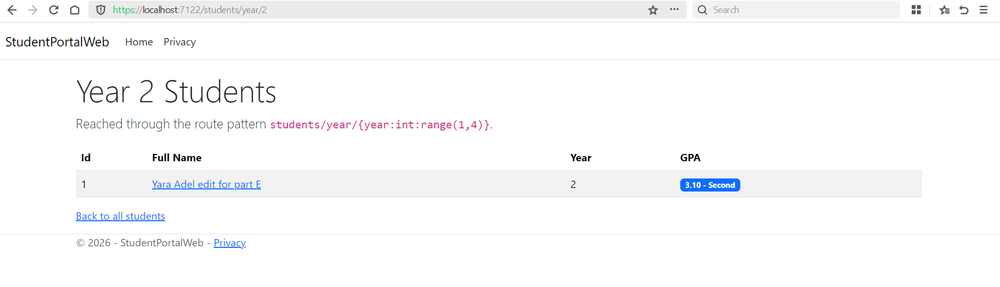 https://localhost:7122/students/year/2
Search
StudentPortalWeb Home Privacy
Year 2 Students
Reached through the route pattern students/year/{year:int:range(1,4)}.
Id Full Name Year GPA
1 Yara Adel edit for part E 2 3.10 - Second
Back to all students
© 2026 - StudentPortalWeb - Privacy